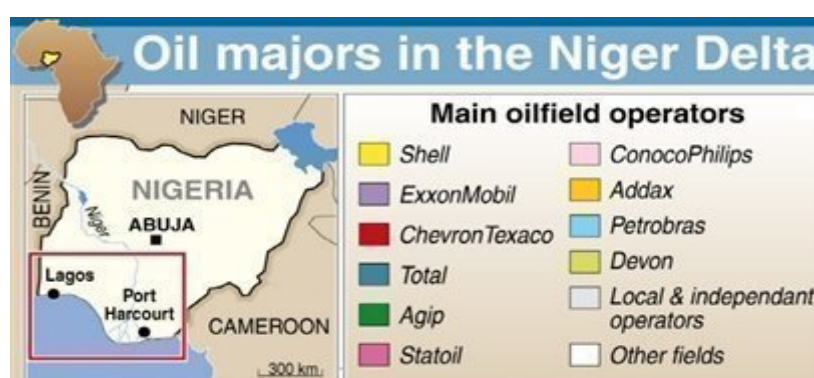 Oil majors in the Niger Delta
NIGER
BENIN
NIGERIA
Niger
ABUJA
Lagos
Port
Harcourt
CAMEROON
300 km
Main oilfield operators
Shell
ExxonMobil
ChevronTexaco
Total
Agip
Statoil
ConocoPhilips
Addax
Petrobras
Devon
Local & independant
operators
Other fields